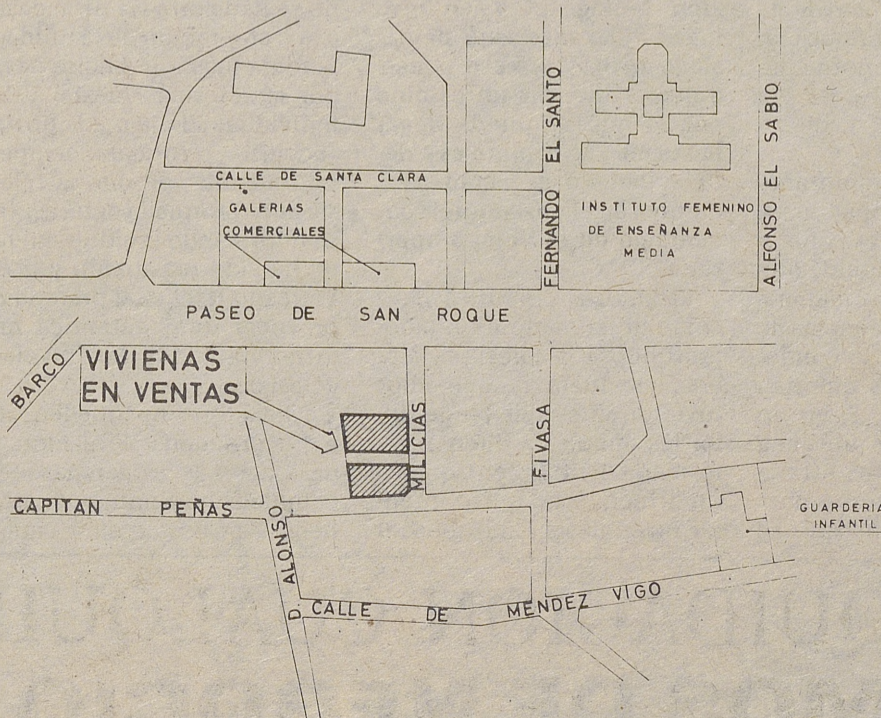 FERNANDO EL SANTO
ALFONSO EL SABIO
CALLE DE SANTA CLARA
GALERIAS
COMERCIALES
INSTITUTO FEMENINO
DE ENSEÑANZA
MEDIA
PASEO DE SAN ROQUE
BARCO
VIVIENAS
EN VENTAS
MILICIAS
FIVASA
CAPITAN PEÑAS
D. ALONSO
GUARDERIA
INFANTIL
CALLE DE MENDEZ VIGO